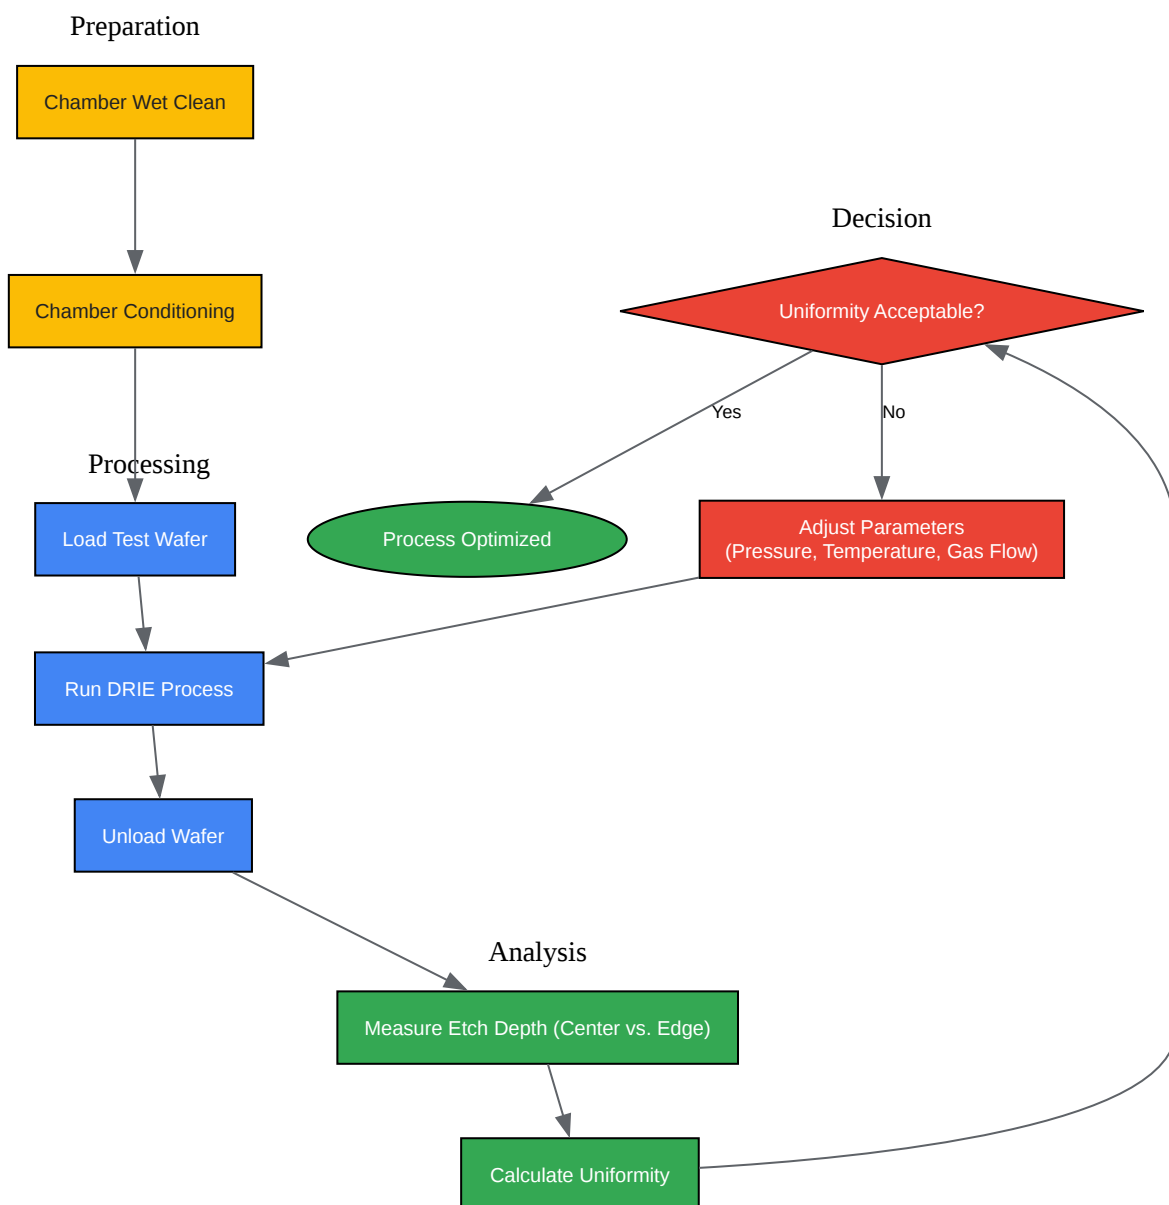 Preparation
Chamber Wet Clean
Chamber Conditioning
Decision
Uniformity Acceptable?
Yes
No
Processing
Load Test Wafer
Process Optimized
Adjust Parameters
(Pressure, Temperature, Gas Flow)
Run DRIE Process
Unload Wafer
Analysis
Measure Etch Depth (Center vs. Edge)
Calculate Uniformity